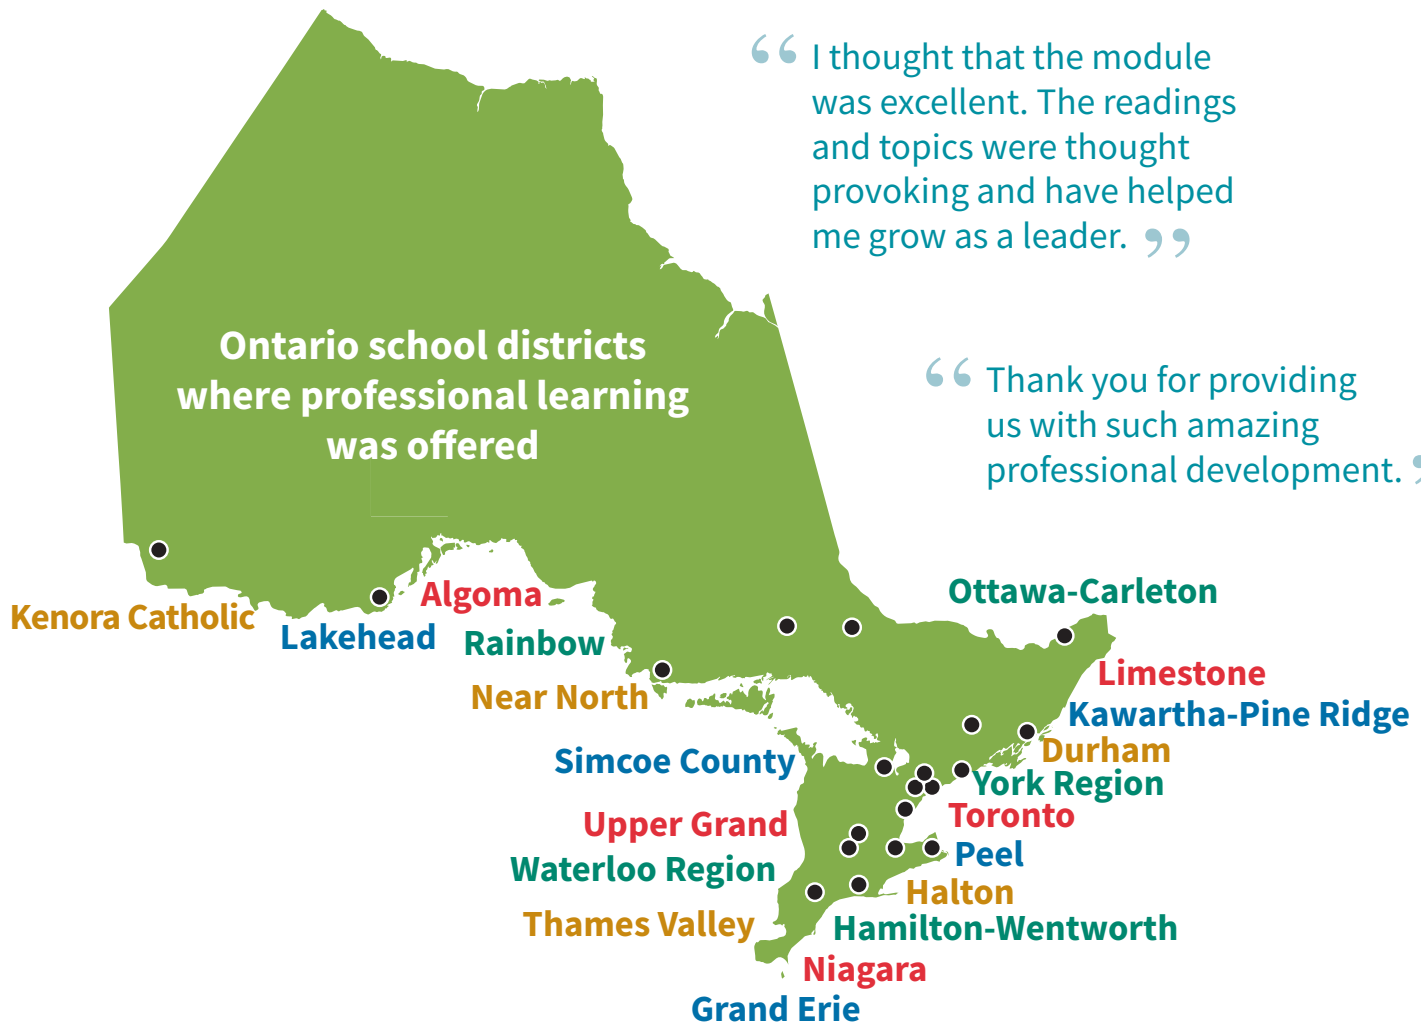 “ I thought that the module
was excellent. The readings
and topics were thought
provoking and have helped
me grow as a leader. ”
Ontario school districts
where professional learning
was offered
“ Thank you for providing
us with such amazing
professional development. ”
Kenora Catholic
Lakehead
Algoma
Rainbow
Near North
Simcoe County
Upper Grand
Waterloo Region
Thames Valley
Ottawa-Carleton
Limestone
Kawartha-Pine Ridge
Durham
York Region
Toronto
Peel
Halton
Hamilton-Wentworth
Niagara
Grand Erie